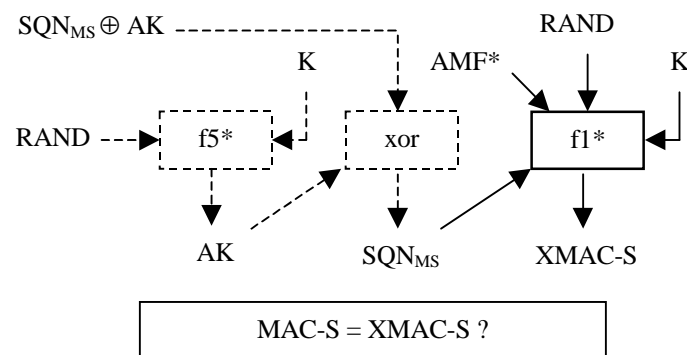 SQN_MS ⊕ AK
RAND
AMF*
K
K
RAND
f5*
xor
f1*
AK
SQN_MS
XMAC-S
MAC-S = XMAC-S ?